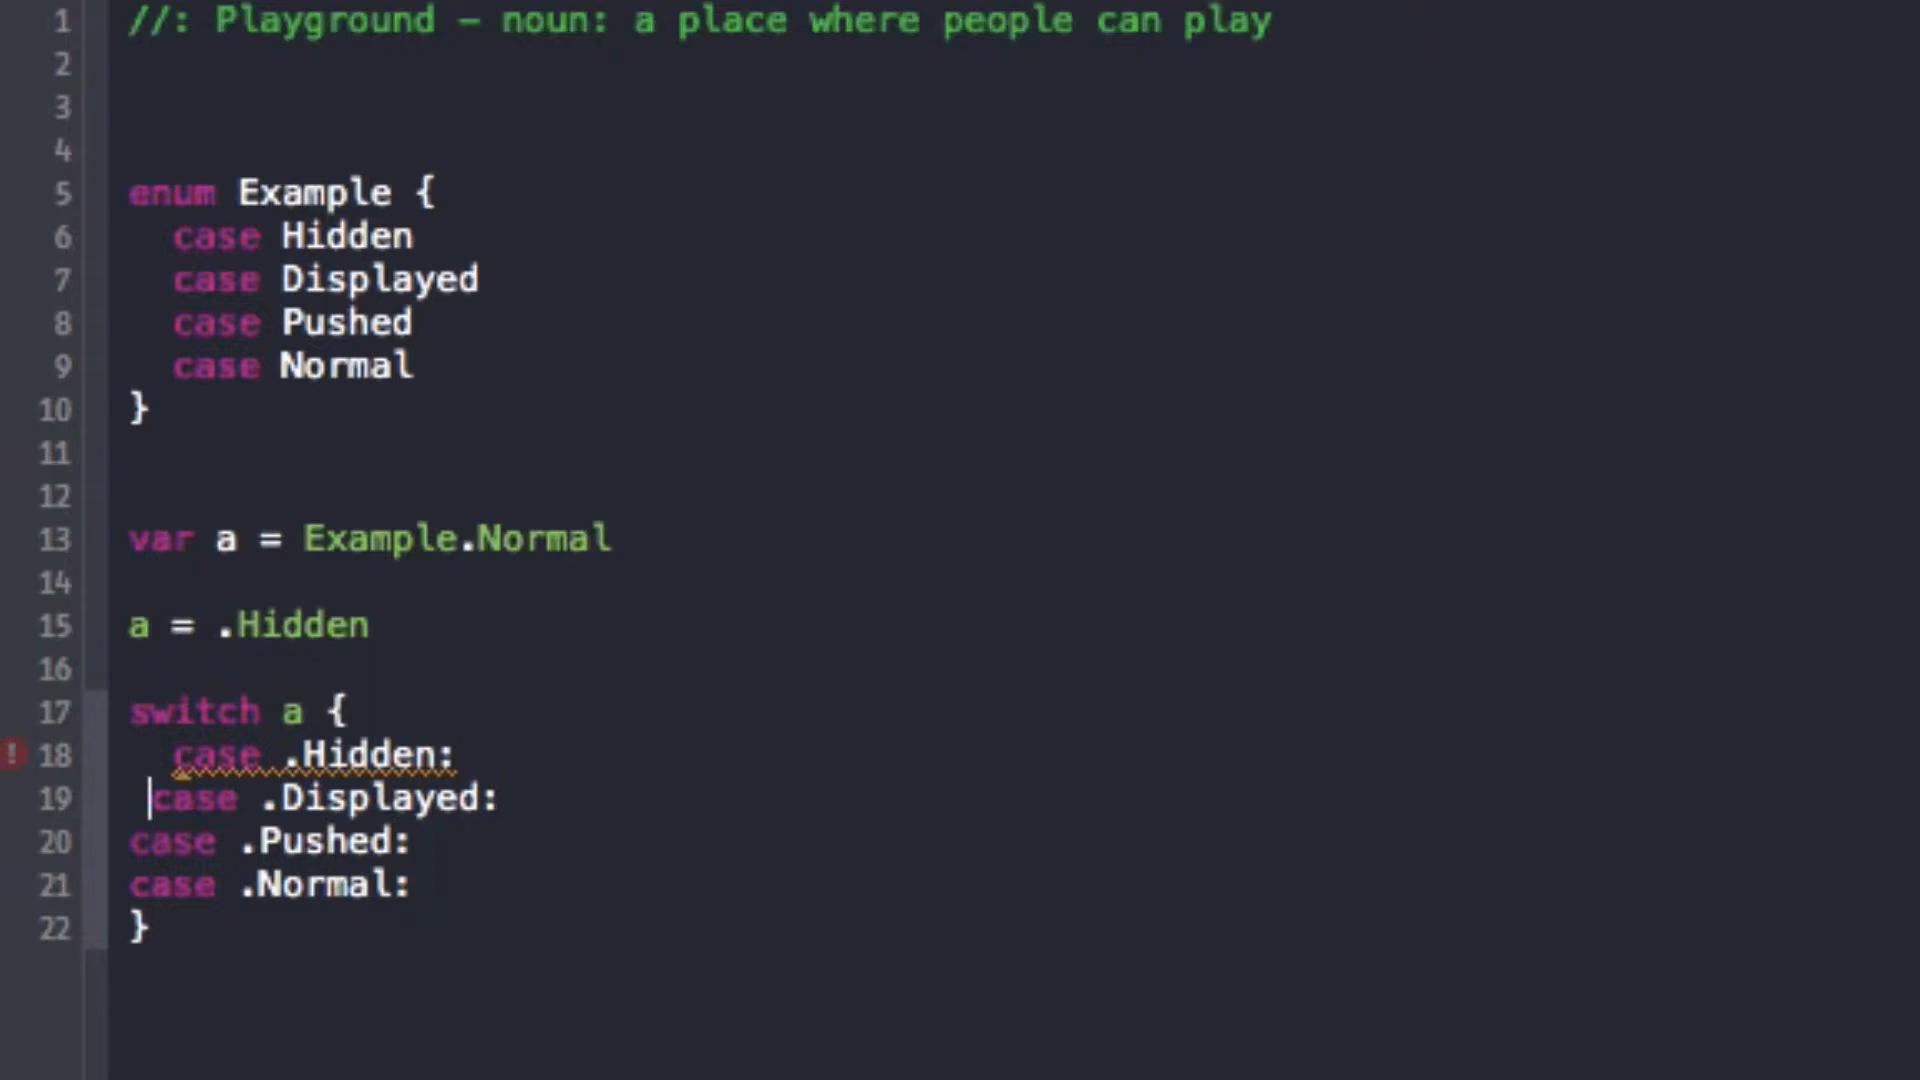 1 //: Playground — noun: a place where people can play
2
3
4
5 enum Example {
6   case Hidden
7   case Displayed
8   case Pushed
9   case Normal
10 }
11
12
13 var a = Example.Normal
14
15 a = .Hidden
16
17 switch a {
18   case .Hidden:
19  case .Displayed:
20 case .Pushed:
21 case .Normal:
22 }